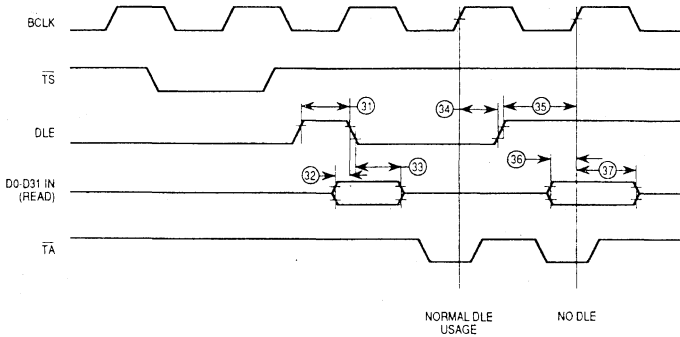 BCLK
TS
31
34
35
DLE
36
33
32
37
D0-D31 IN
(READ)
TA
NORMAL DLE
USAGE
NO DLE